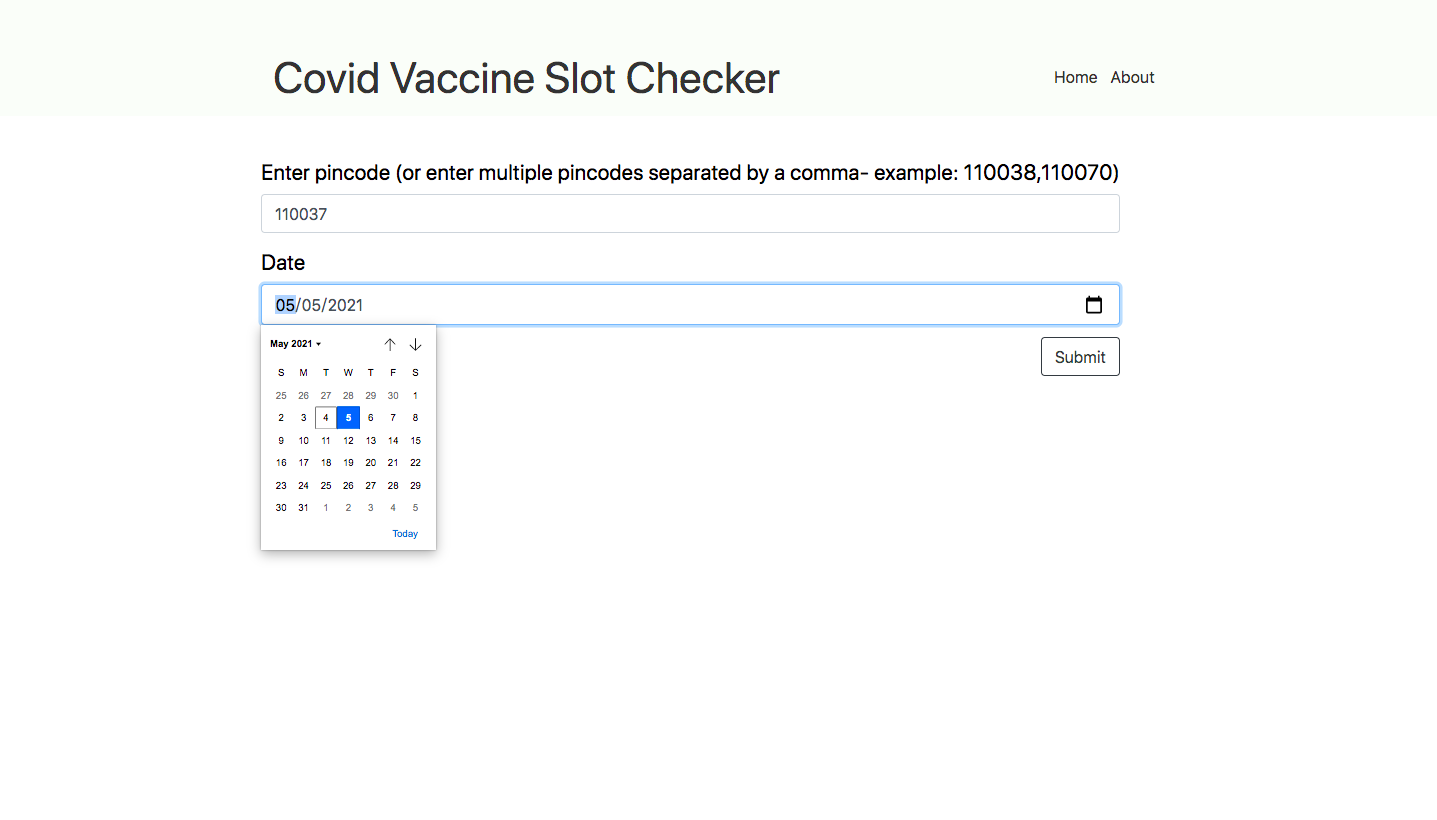 Covid Vaccine Slot Checker
Home About
Enter pincode (or enter multiple pincodes separated by a comma- example: 110038,110070)
110037
Date
05/05/2021
May 2021
Submit
S M T W T F S
25 26 27 28 29 30 1
2 3 4 5 6 7 8
9 10 11 12 13 14 15
16 17 18 19 20 21 22
23 24 25 26 27 28 29
30 31 1 2 3 4 5
Today